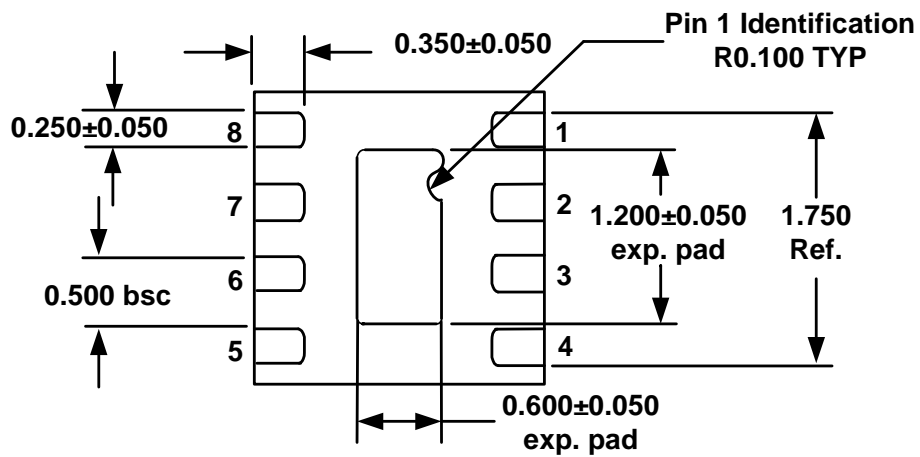 Pin 1 Identification
R0.100 TYP
0.350±0.050
0.250±0.050
8
1
7
2
1.200±0.050
exp. pad
1.750
Ref.
6
3
0.500 bsc
5
4
0.600±0.050
exp. pad